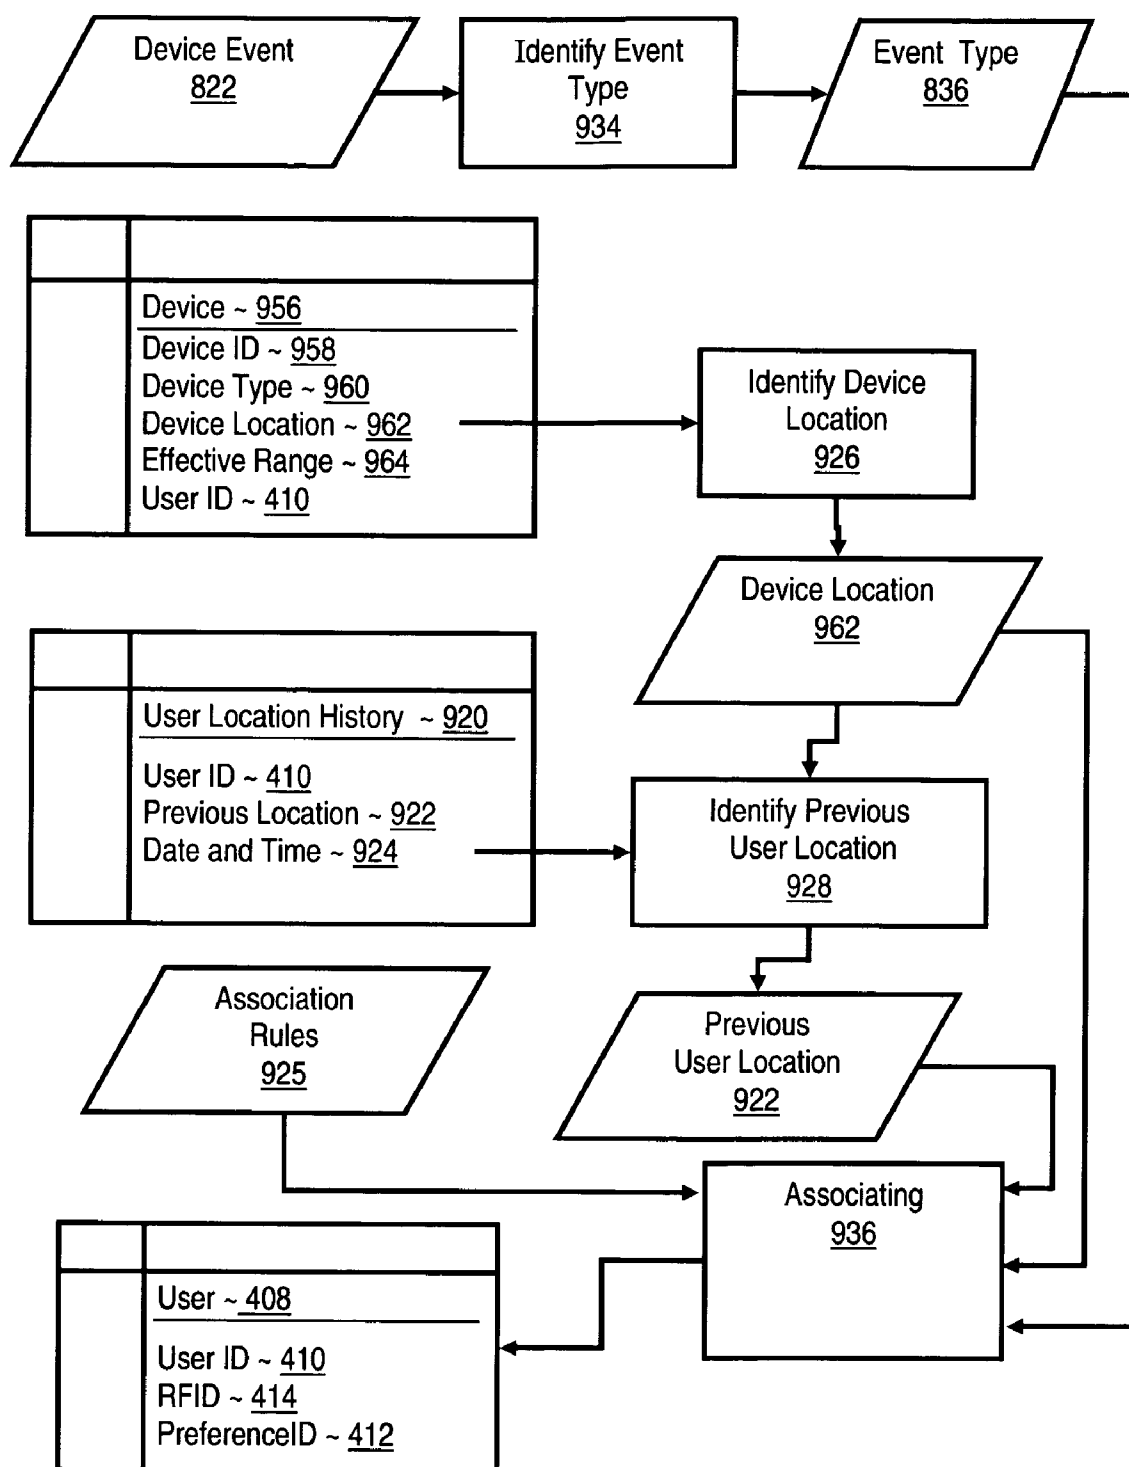 Device Event
822
Identify Event
Type
934
Event Type
836
Device ~ 956
Device ID ~ 958
Device Type ~ 960
Device Location ~ 962
Effective Range ~ 964
User ID ~ 410
Identify Device
Location
926
Device Location
962
User Location History ~ 920
User ID ~ 410
Previous Location ~ 922
Date and Time ~ 924
Identify Previous
User Location
928
Association
Rules
925
Previous
User Location
922
Associating
936
User ~ 408
User ID ~ 410
RFID ~ 414
PreferenceID ~ 412